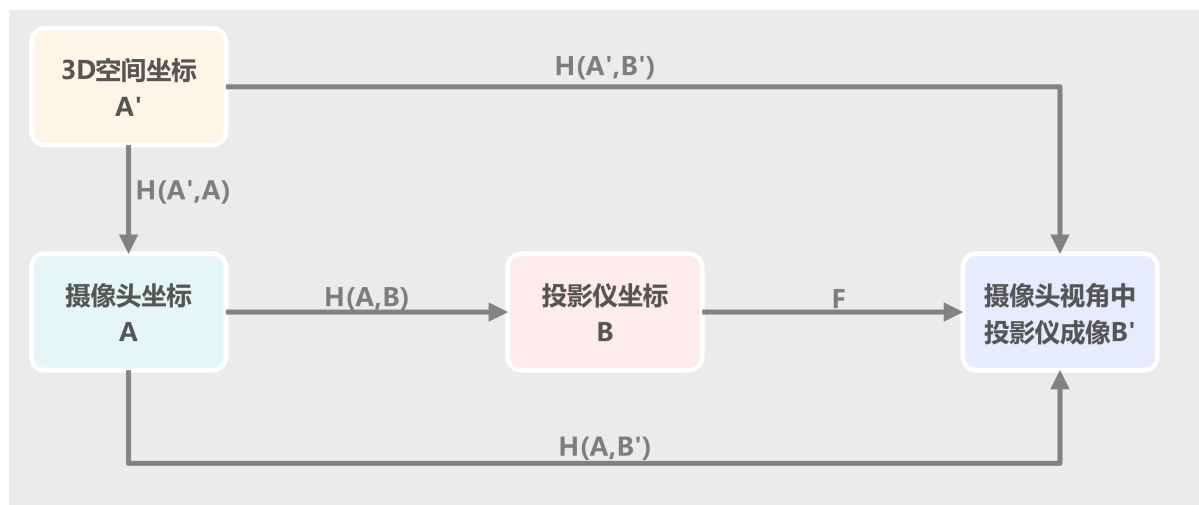 3D空间坐标
A'
H(A',B')
H(A',A)
摄像头坐标
A
H(A,B)
投影仪坐标
B
F
摄像头视角中
投影仪成像B'
H(A,B')